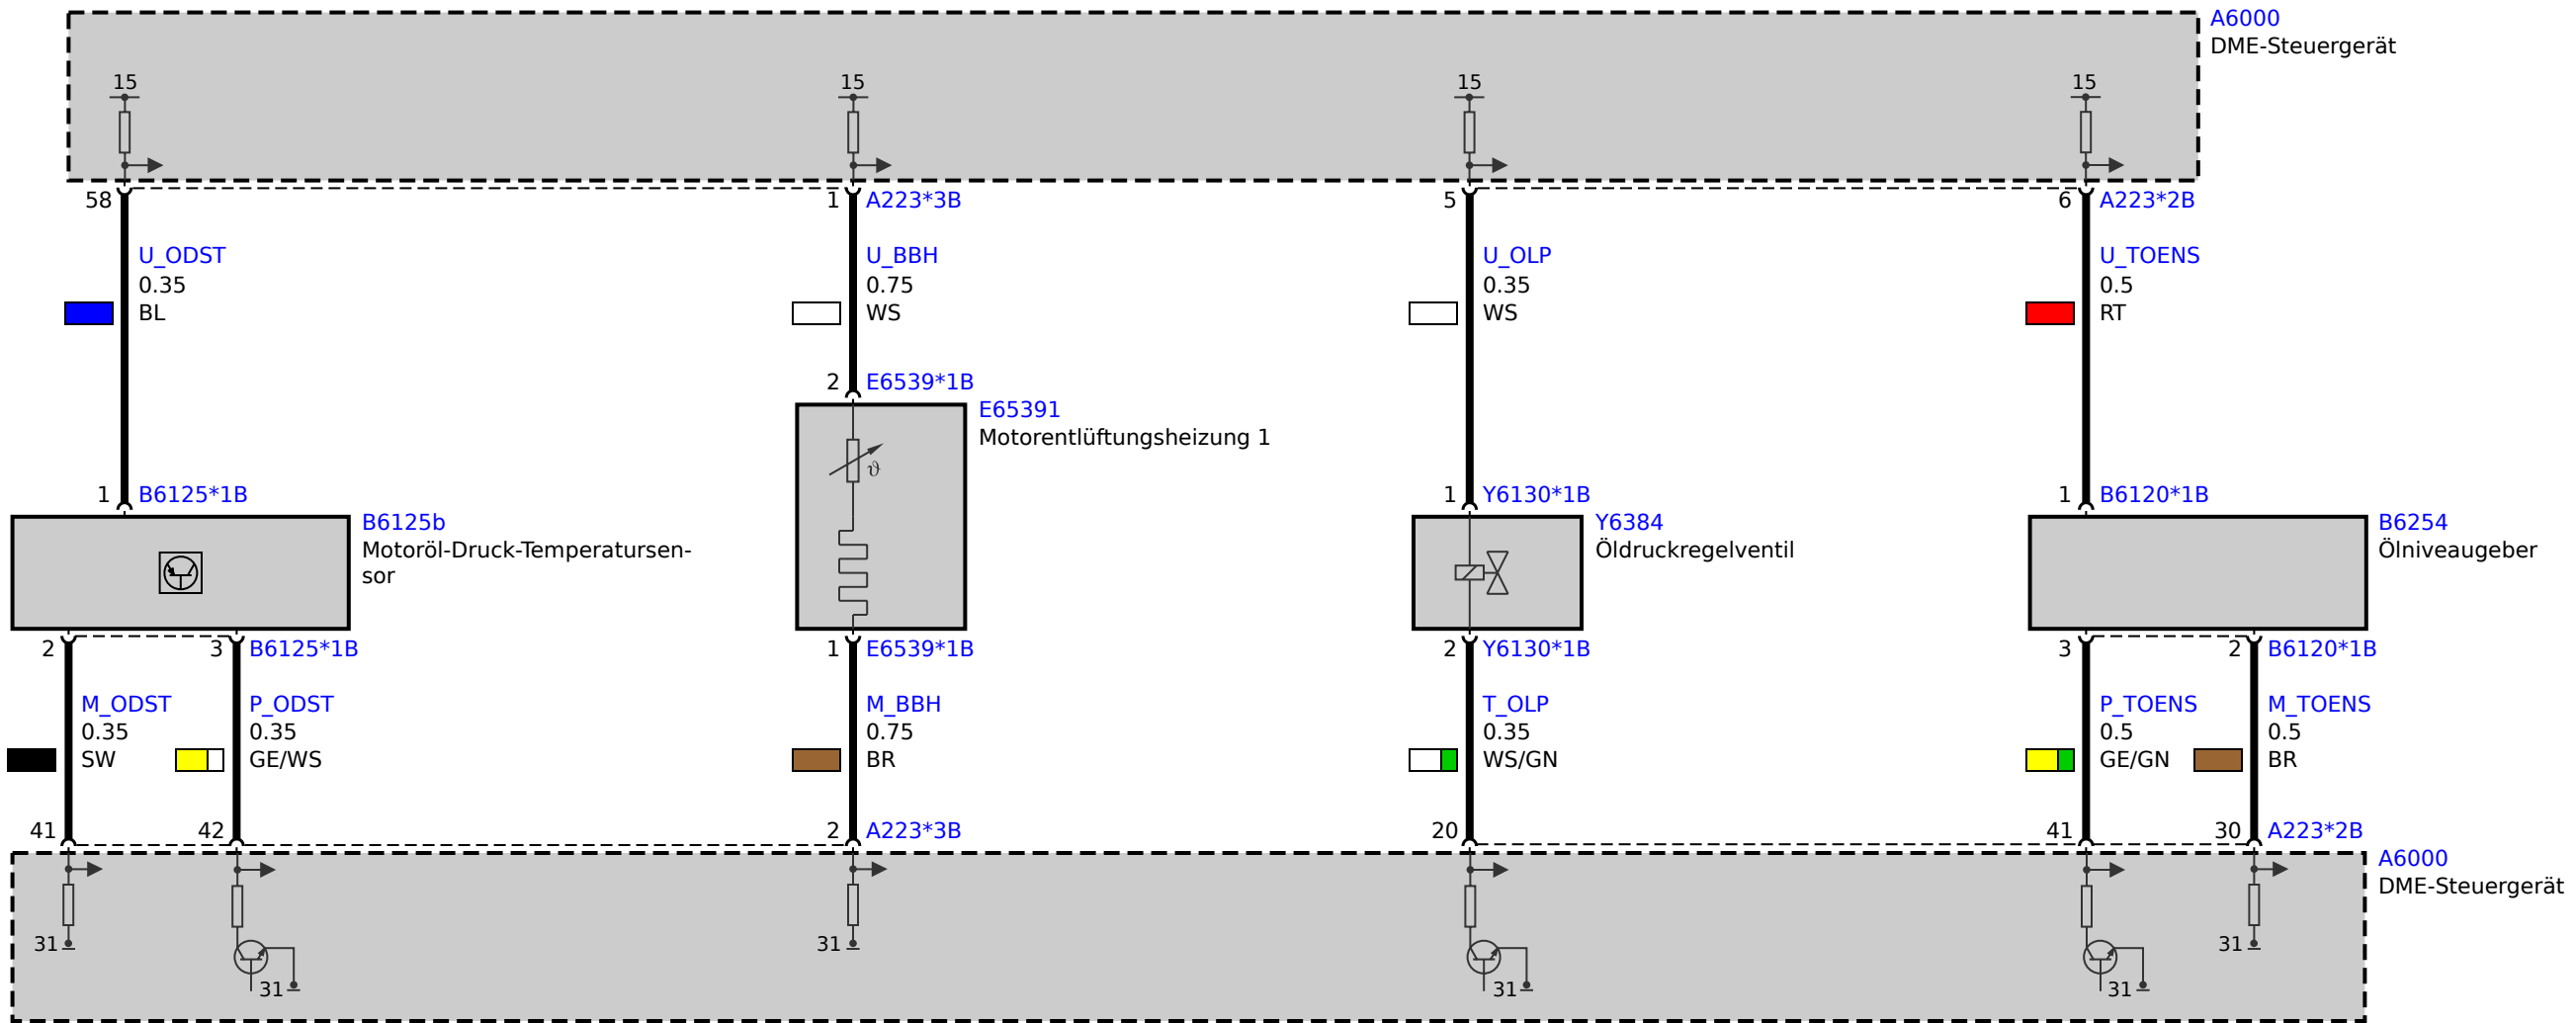 A6000
DME-Steuergerät
15
15
15
15
58
1
A223*3B
5
6
A223*2B
U_ODST
0.35
BL
U_BBH
0.75
WS
U_OLP
0.35
WS
U_TOENS
0.5
RT
2
E6539*1B
E65391
Motorentlüftungsheizung 1
ϑ
1
B6125*1B
B6125b
Motoröl-Druck-Temperatursen-
sor
1
Y6130*1B
Y6384
Öldruckregelventil
1
B6120*1B
B6254
Ölniveaugeber
2
3
B6125*1B
1
E6539*1B
2
Y6130*1B
3
2
B6120*1B
M_ODST
0.35
SW
P_ODST
0.35
GE/WS
M_BBH
0.75
BR
T_OLP
0.35
WS/GN
P_TOENS
0.5
GE/GN
M_TOENS
0.5
BR
41
42
2
A223*3B
20
41
30
A223*2B
A6000
DME-Steuergerät
31
31
31
31
31
31